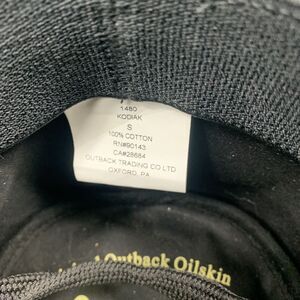 1480
KODIAK
S
100% COTTON
RN#90143
CA#28684
OUTBACK TRADING CO LTD
OXFORD, PA
Outback Oilskin